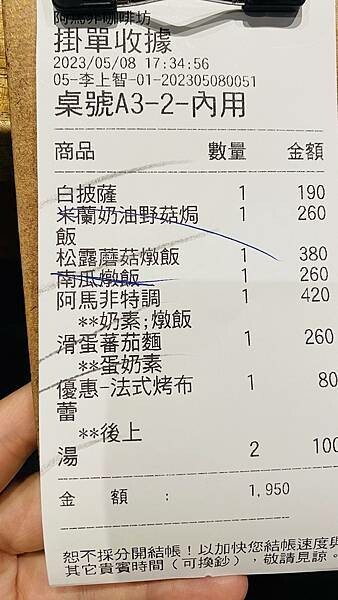 阿馬非咖啡坊
掛單收據
2023/05/08 17:34:56
05-李上智-01-202305080051
桌號A3-2-內用
商品 數量 金額
白披薩 1 190
米蘭奶油野菇焗 1 260
飯
松露蘑菇燉飯 1 380
南瓜燉飯 1 260
阿馬非特調 1 420
**奶素;燉飯
滑蛋蕃茄麵 1 260
**蛋奶素
優惠-法式烤布 1 80
蕾
**後上
湯 2 100
金 額 : 1,950
恕不採分開結帳！以加快您結帳速度與
其它貴賓時間（可換鈔），敬請見諒。